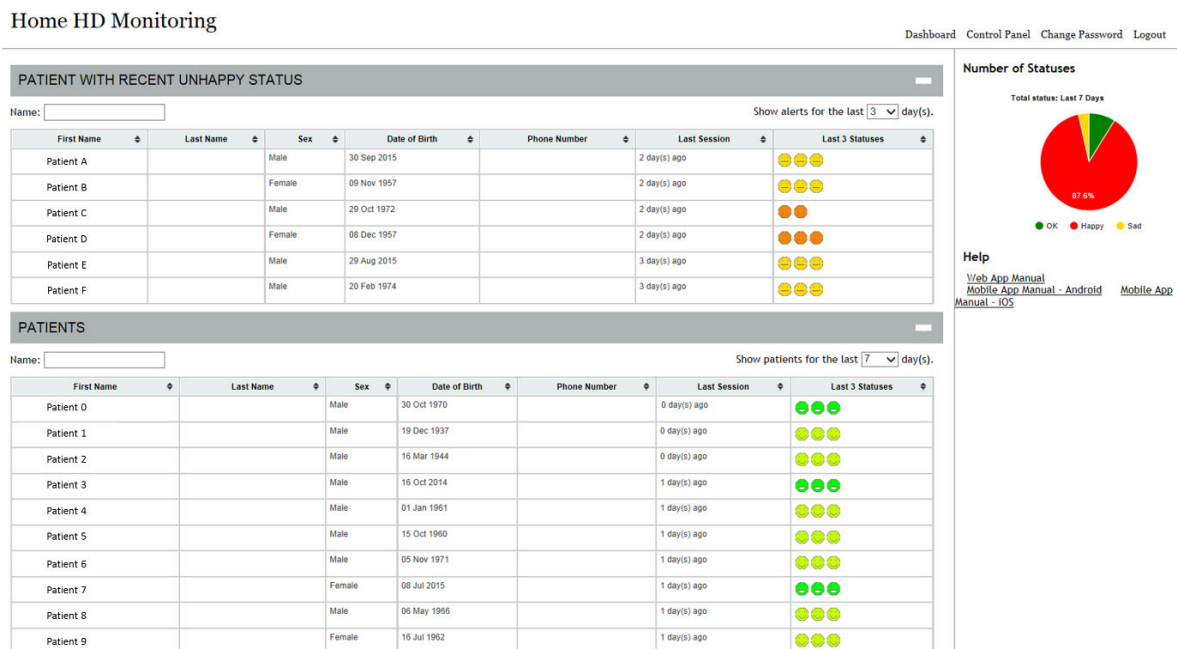 Home HD Monitoring
Dashboard Control Panel Change Password Logout
PATIENT WITH RECENT UNHAPPY STATUS
Name:
Show alerts for the last 3 day(s).
First Name Last Name Sex Date of Birth Phone Number Last Session Last 3 Statuses
Patient A Male 30 Sep 2015 2 day(s) ago
Patient B Female 09 Nov 1957 2 day(s) ago
Patient C Male 29 Oct 1972 2 day(s) ago
Patient D Female 08 Dec 1957 2 day(s) ago
Patient E Male 29 Aug 2015 3 day(s) ago
Patient F Male 20 Feb 1974 3 day(s) ago
PATIENTS
Name:
Show patients for the last 7 day(s).
First Name Last Name Sex Date of Birth Phone Number Last Session Last 3 Statuses
Patient 0 Male 30 Oct 1970 0 day(s) ago
Patient 1 Male 19 Dec 1937 0 day(s) ago
Patient 2 Male 16 Mar 1944 0 day(s) ago
Patient 3 Male 16 Oct 2014 1 day(s) ago
Patient 4 Male 01 Jan 1961 1 day(s) ago
Patient 5 Male 15 Oct 1960 1 day(s) ago
Patient 6 Male 05 Nov 1971 1 day(s) ago
Patient 7 Female 08 Jul 2015 1 day(s) ago
Patient 8 Male 06 May 1966 1 day(s) ago
Patient 9 Female 16 Jul 1962 1 day(s) ago
Number of Statuses
Total status: Last 7 Days
87.6%
OK Happy Sad
Help
Web App Manual
Mobile App Manual - Android Mobile App
Manual - iOS